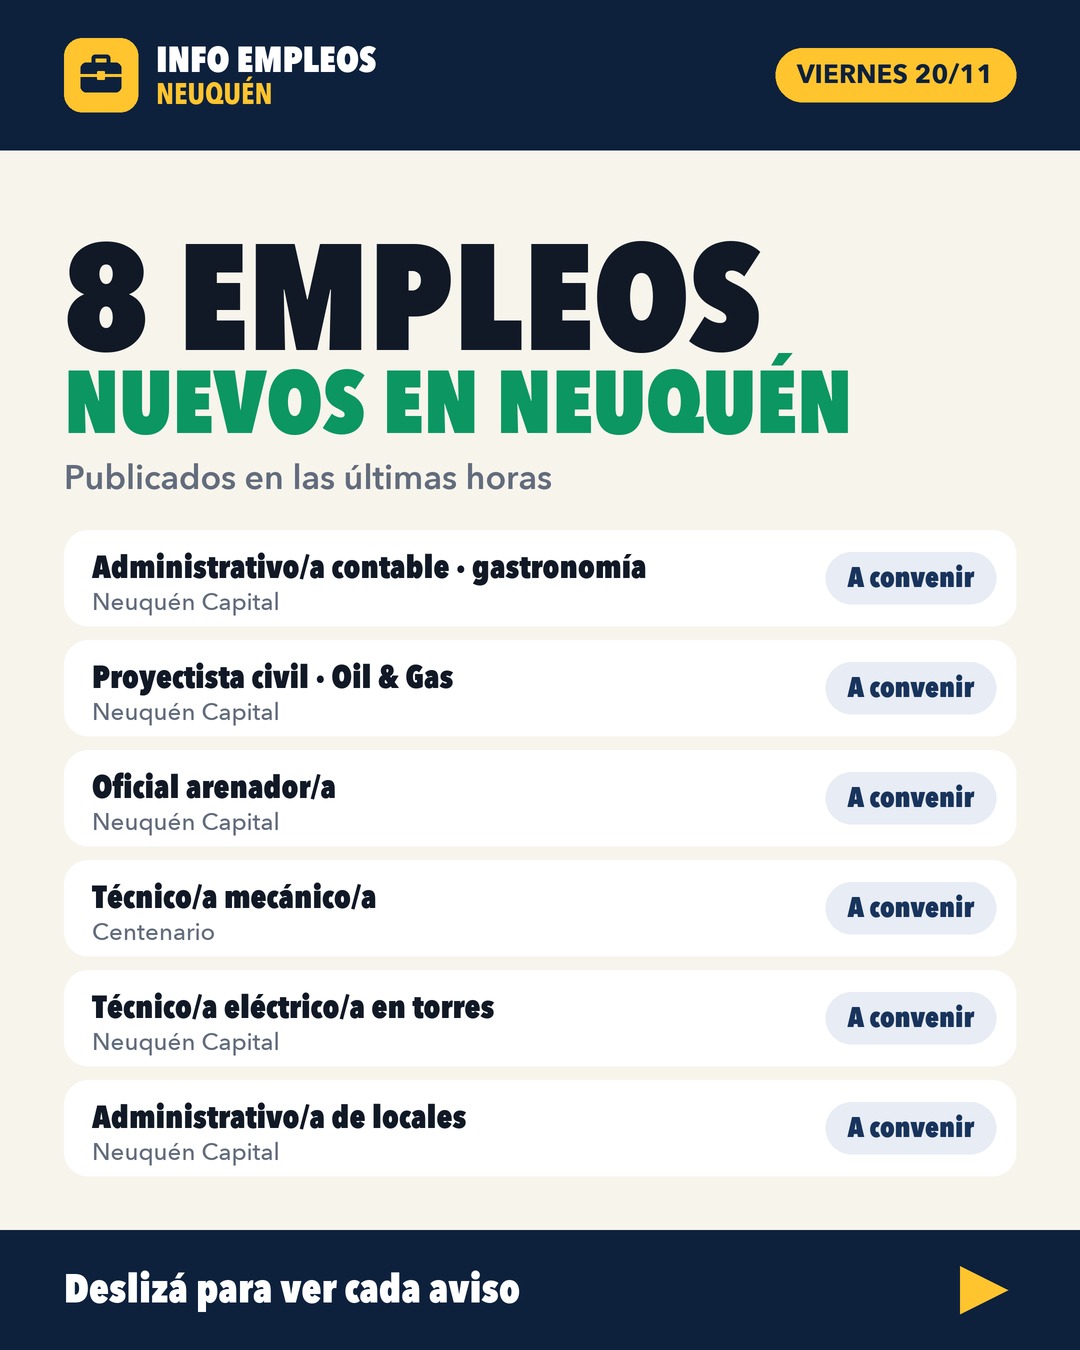 INFO EMPLEOS
NEUQUÉN
VIERNES 20/11
8 EMPLEOS
NUEVOS EN NEUQUÉN
Publicados en las últimas horas
Administrativo/a contable · gastronomía
Neuquén Capital
A convenir
Proyectista civil · Oil & Gas
Neuquén Capital
A convenir
Oficial arenador/a
Neuquén Capital
A convenir
Técnico/a mecánico/a
Centenario
A convenir
Técnico/a eléctrico/a en torres
Neuquén Capital
A convenir
Administrativo/a de locales
Neuquén Capital
A convenir
Deslizá para ver cada aviso